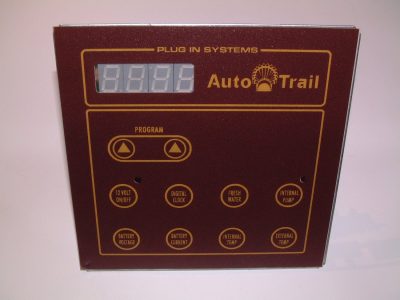 PLUG IN SYSTEMS
Auto Trail
PROGRAM
12 VOLT
ON/OFF
DIGITAL
CLOCK
FRESH
WATER
INTERNAL
PUMP
BATTERY
VOLTAGE
BATTERY
CURRENT
INTERNAL
TEMP
EXTERNAL
TEMP